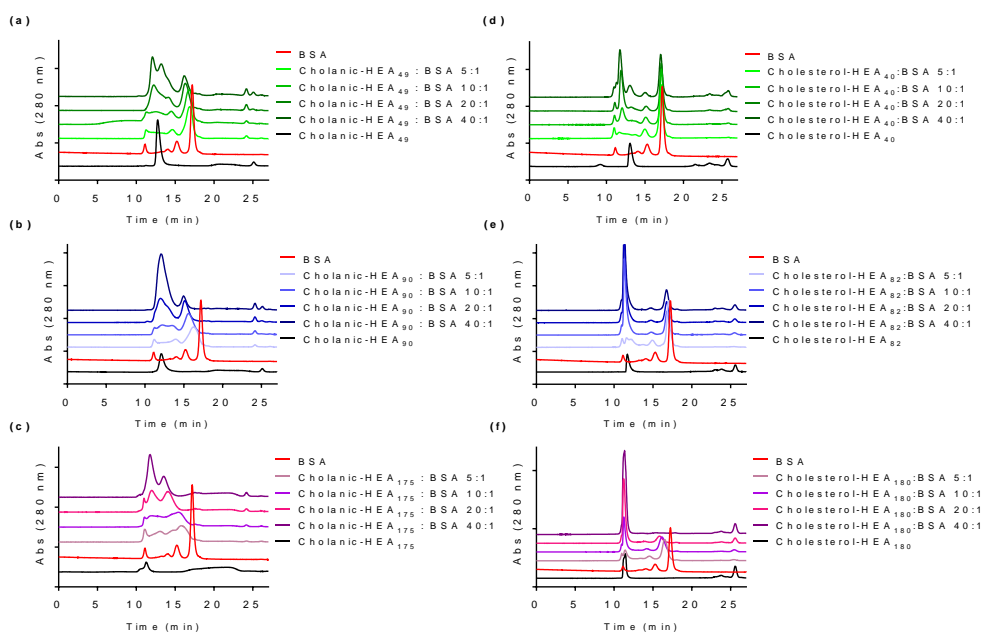 (a)
Abs (280 nm)
BSA
Cholanic-HEA49 : BSA 5:1
Cholanic-HEA49 : BSA 10:1
Cholanic-HEA49 : BSA 20:1
Cholanic-HEA49 : BSA 40:1
Cholanic-HEA49
0 5 10 15 20 25
Time (min)
(b)
Abs (280 nm)
BSA
Cholanic-HEA90 : BSA 5:1
Cholanic-HEA90 : BSA 10:1
Cholanic-HEA90 : BSA 20:1
Cholanic-HEA90 : BSA 40:1
Cholanic-HEA90
0 5 10 15 20 25
Time (min)
(c)
Abs (280 nm)
BSA
Cholanic-HEA175 : BSA 5:1
Cholanic-HEA175 : BSA 10:1
Cholanic-HEA175 : BSA 20:1
Cholanic-HEA175 : BSA 40:1
Cholanic-HEA175
0 5 10 15 20 25
Time (min)
(d)
Abs (280 nm)
BSA
Cholesterol-HEA40:BSA 5:1
Cholesterol-HEA40:BSA 10:1
Cholesterol-HEA40:BSA 20:1
Cholesterol-HEA40:BSA 40:1
Cholesterol-HEA40
0 5 10 15 20 25
Time (min)
(e)
Abs (280 nm)
BSA
Cholesterol-HEA82:BSA 5:1
Cholesterol-HEA82:BSA 10:1
Cholesterol-HEA82:BSA 20:1
Cholesterol-HEA82:BSA 40:1
Cholesterol-HEA82
0 5 10 15 20 25
Time (min)
(f)
Abs (280 nm)
BSA
Cholesterol-HEA180:BSA 5:1
Cholesterol-HEA180:BSA 10:1
Cholesterol-HEA180:BSA 20:1
Cholesterol-HEA180:BSA 40:1
Cholesterol-HEA180
0 5 10 15 20 25
Time (min)